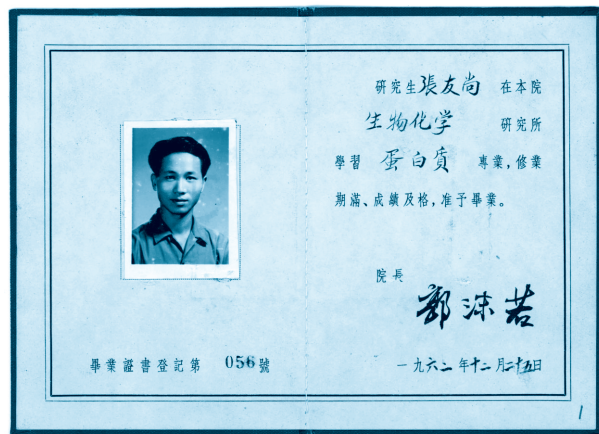 研究生張友尚 在本院
生物化学 研究所
學習 蛋白質 專業，修業
期滿、成績及格，准予畢業。
院長
郭沫若
畢業證書登記第 056 號
一九六二年十二月二十五日
1